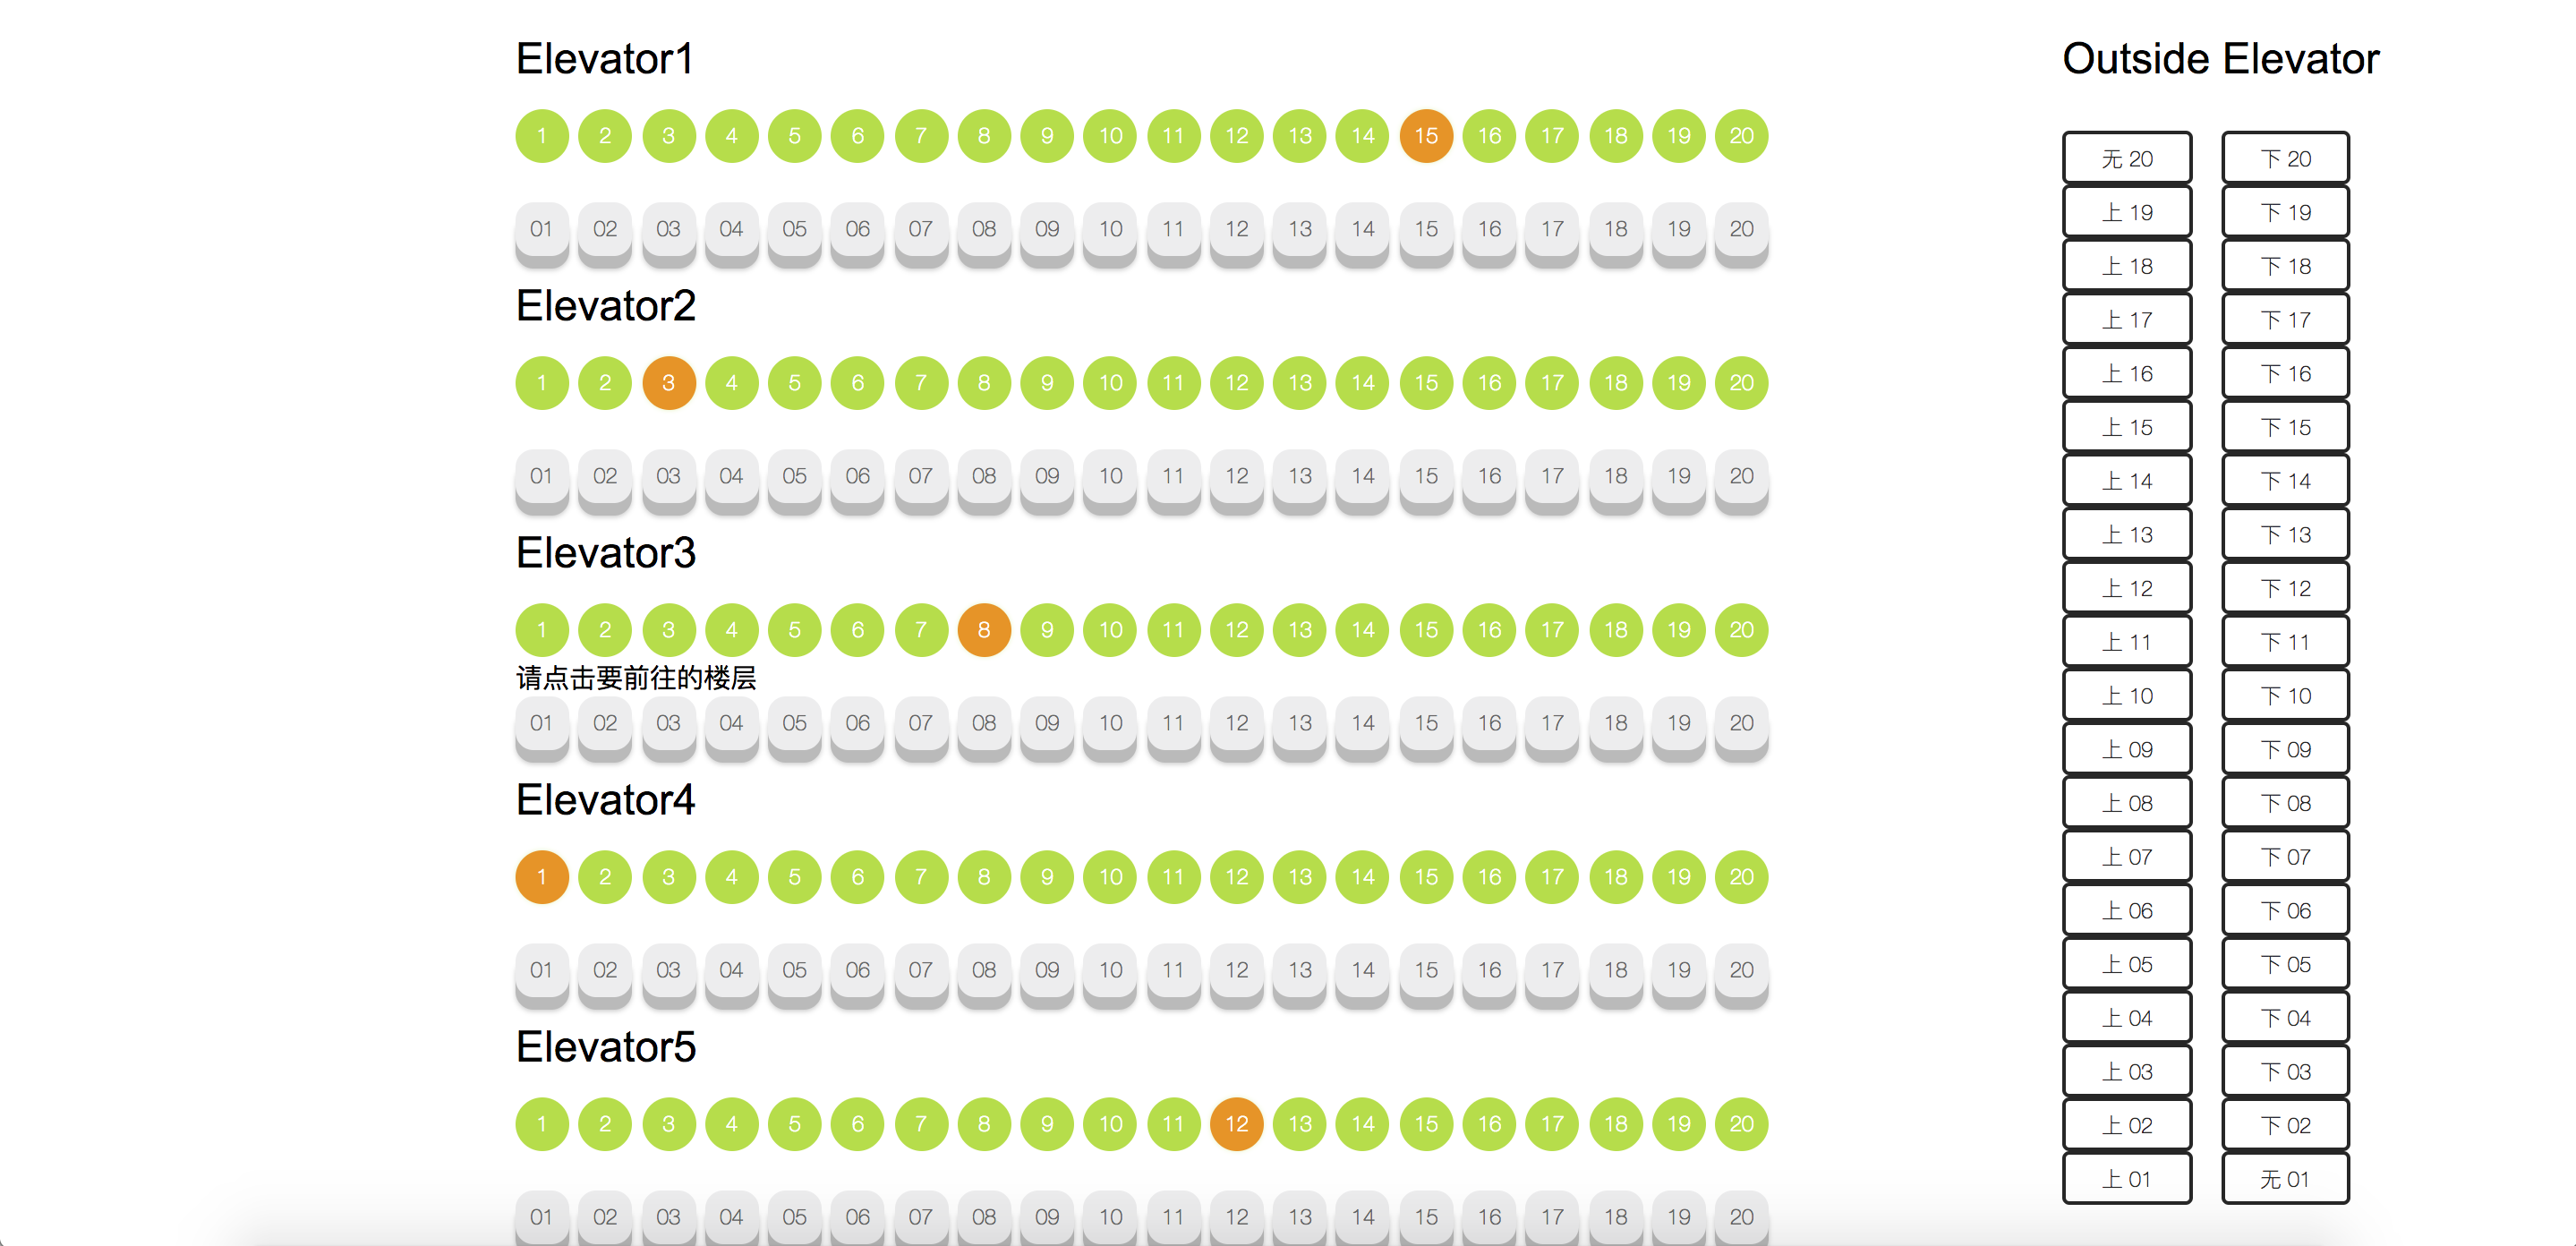 Elevator1
1 2 3 4 5 6 7 8 9 10 11 12 13 14 15 16 17 18 19 20
01 02 03 04 05 06 07 08 09 10 11 12 13 14 15 16 17 18 19 20
Elevator2
1 2 3 4 5 6 7 8 9 10 11 12 13 14 15 16 17 18 19 20
01 02 03 04 05 06 07 08 09 10 11 12 13 14 15 16 17 18 19 20
Elevator3
1 2 3 4 5 6 7 8 9 10 11 12 13 14 15 16 17 18 19 20
请点击要前往的楼层
01 02 03 04 05 06 07 08 09 10 11 12 13 14 15 16 17 18 19 20
Elevator4
1 2 3 4 5 6 7 8 9 10 11 12 13 14 15 16 17 18 19 20
01 02 03 04 05 06 07 08 09 10 11 12 13 14 15 16 17 18 19 20
Elevator5
1 2 3 4 5 6 7 8 9 10 11 12 13 14 15 16 17 18 19 20
01 02 03 04 05 06 07 08 09 10 11 12 13 14 15 16 17 18 19 20
Outside Elevator
无 20 下 20
上 19 下 19
上 18 下 18
上 17 下 17
上 16 下 16
上 15 下 15
上 14 下 14
上 13 下 13
上 12 下 12
上 11 下 11
上 10 下 10
上 09 下 09
上 08 下 08
上 07 下 07
上 06 下 06
上 05 下 05
上 04 下 04
上 03 下 03
上 02 下 02
上 01 无 01